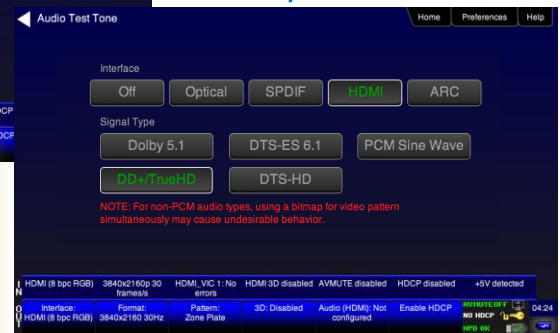 Audio Test Tone
Home
Preferences
Help
Interface
Off
Optical
SPDIF
HDMI
ARC
Signal Type
Dolby 5.1
DTS-ES 6.1
PCM Sine Wave
DD+/TrueHD
DTS-HD
NOTE: For non-PCM audio types, using a bitmap for video pattern
simultaneously may cause undesirable behavior.
DCP
DCP
IN
HDMI (8 bpc RGB)
3840x2160p 30
frames/s
HDMI_VIC 1: No
errors
HDMI 3D disabled
AVMUTE disabled
HDCP disabled
+5V detected
OUT
Interface:
HDMI (8 bpc RGB)
Format:
3840x2160 30Hz
Pattern:
Zone Plate
3D: Disabled
Audio (HDMI): Not
configured
Enable HDCP
AVMUTE OFF
NO HDCP
HPD OK
04:24